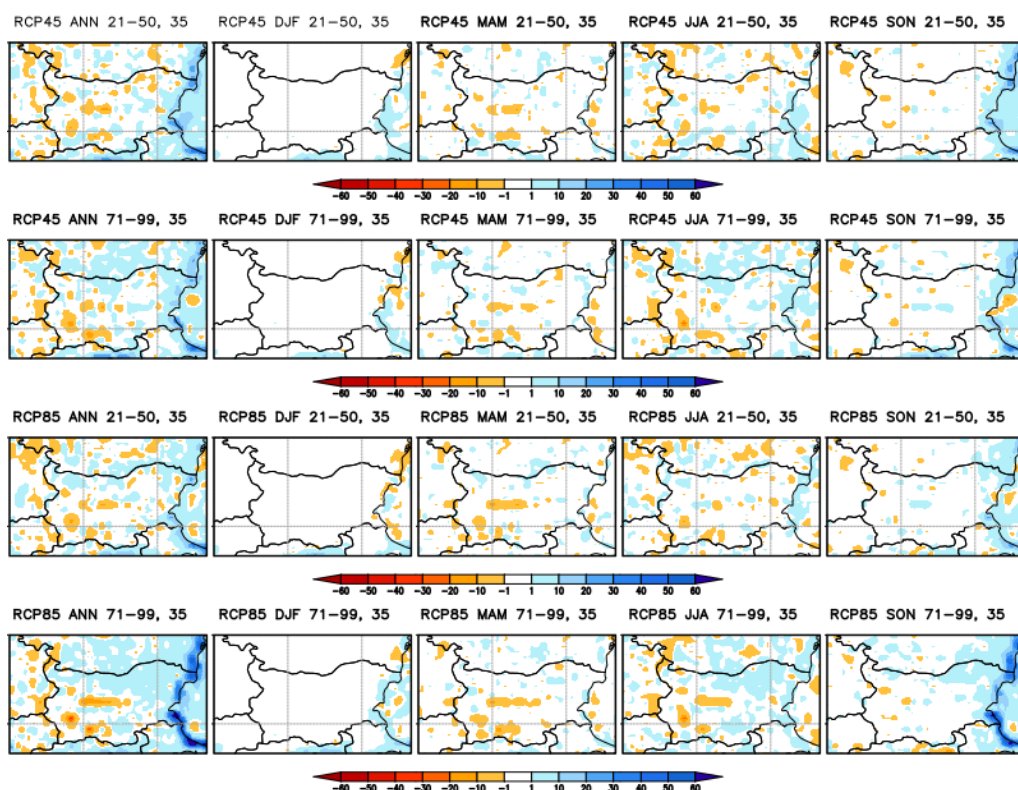 RCP45 ANN 21-50, 35 RCP45 DJF 21-50, 35 RCP45 MAM 21-50, 35 RCP45 JJA 21-50, 35 RCP45 SON 21-50, 35
-60 -50 -40 -30 -20 -10 -1 1 10 20 30 40 50 60
RCP45 ANN 71-99, 35 RCP45 DJF 71-99, 35 RCP45 MAM 71-99, 35 RCP45 JJA 71-99, 35 RCP45 SON 71-99, 35
-60 -50 -40 -30 -20 -10 -1 1 10 20 30 40 50 60
RCP85 ANN 21-50, 35 RCP85 DJF 21-50, 35 RCP85 MAM 21-50, 35 RCP85 JJA 21-50, 35 RCP85 SON 21-50, 35
-60 -50 -40 -30 -20 -10 -1 1 10 20 30 40 50 60
RCP85 ANN 71-99, 35 RCP85 DJF 71-99, 35 RCP85 MAM 71-99, 35 RCP85 JJA 71-99, 35 RCP85 SON 71-99, 35
-60 -50 -40 -30 -20 -10 -1 1 10 20 30 40 50 60